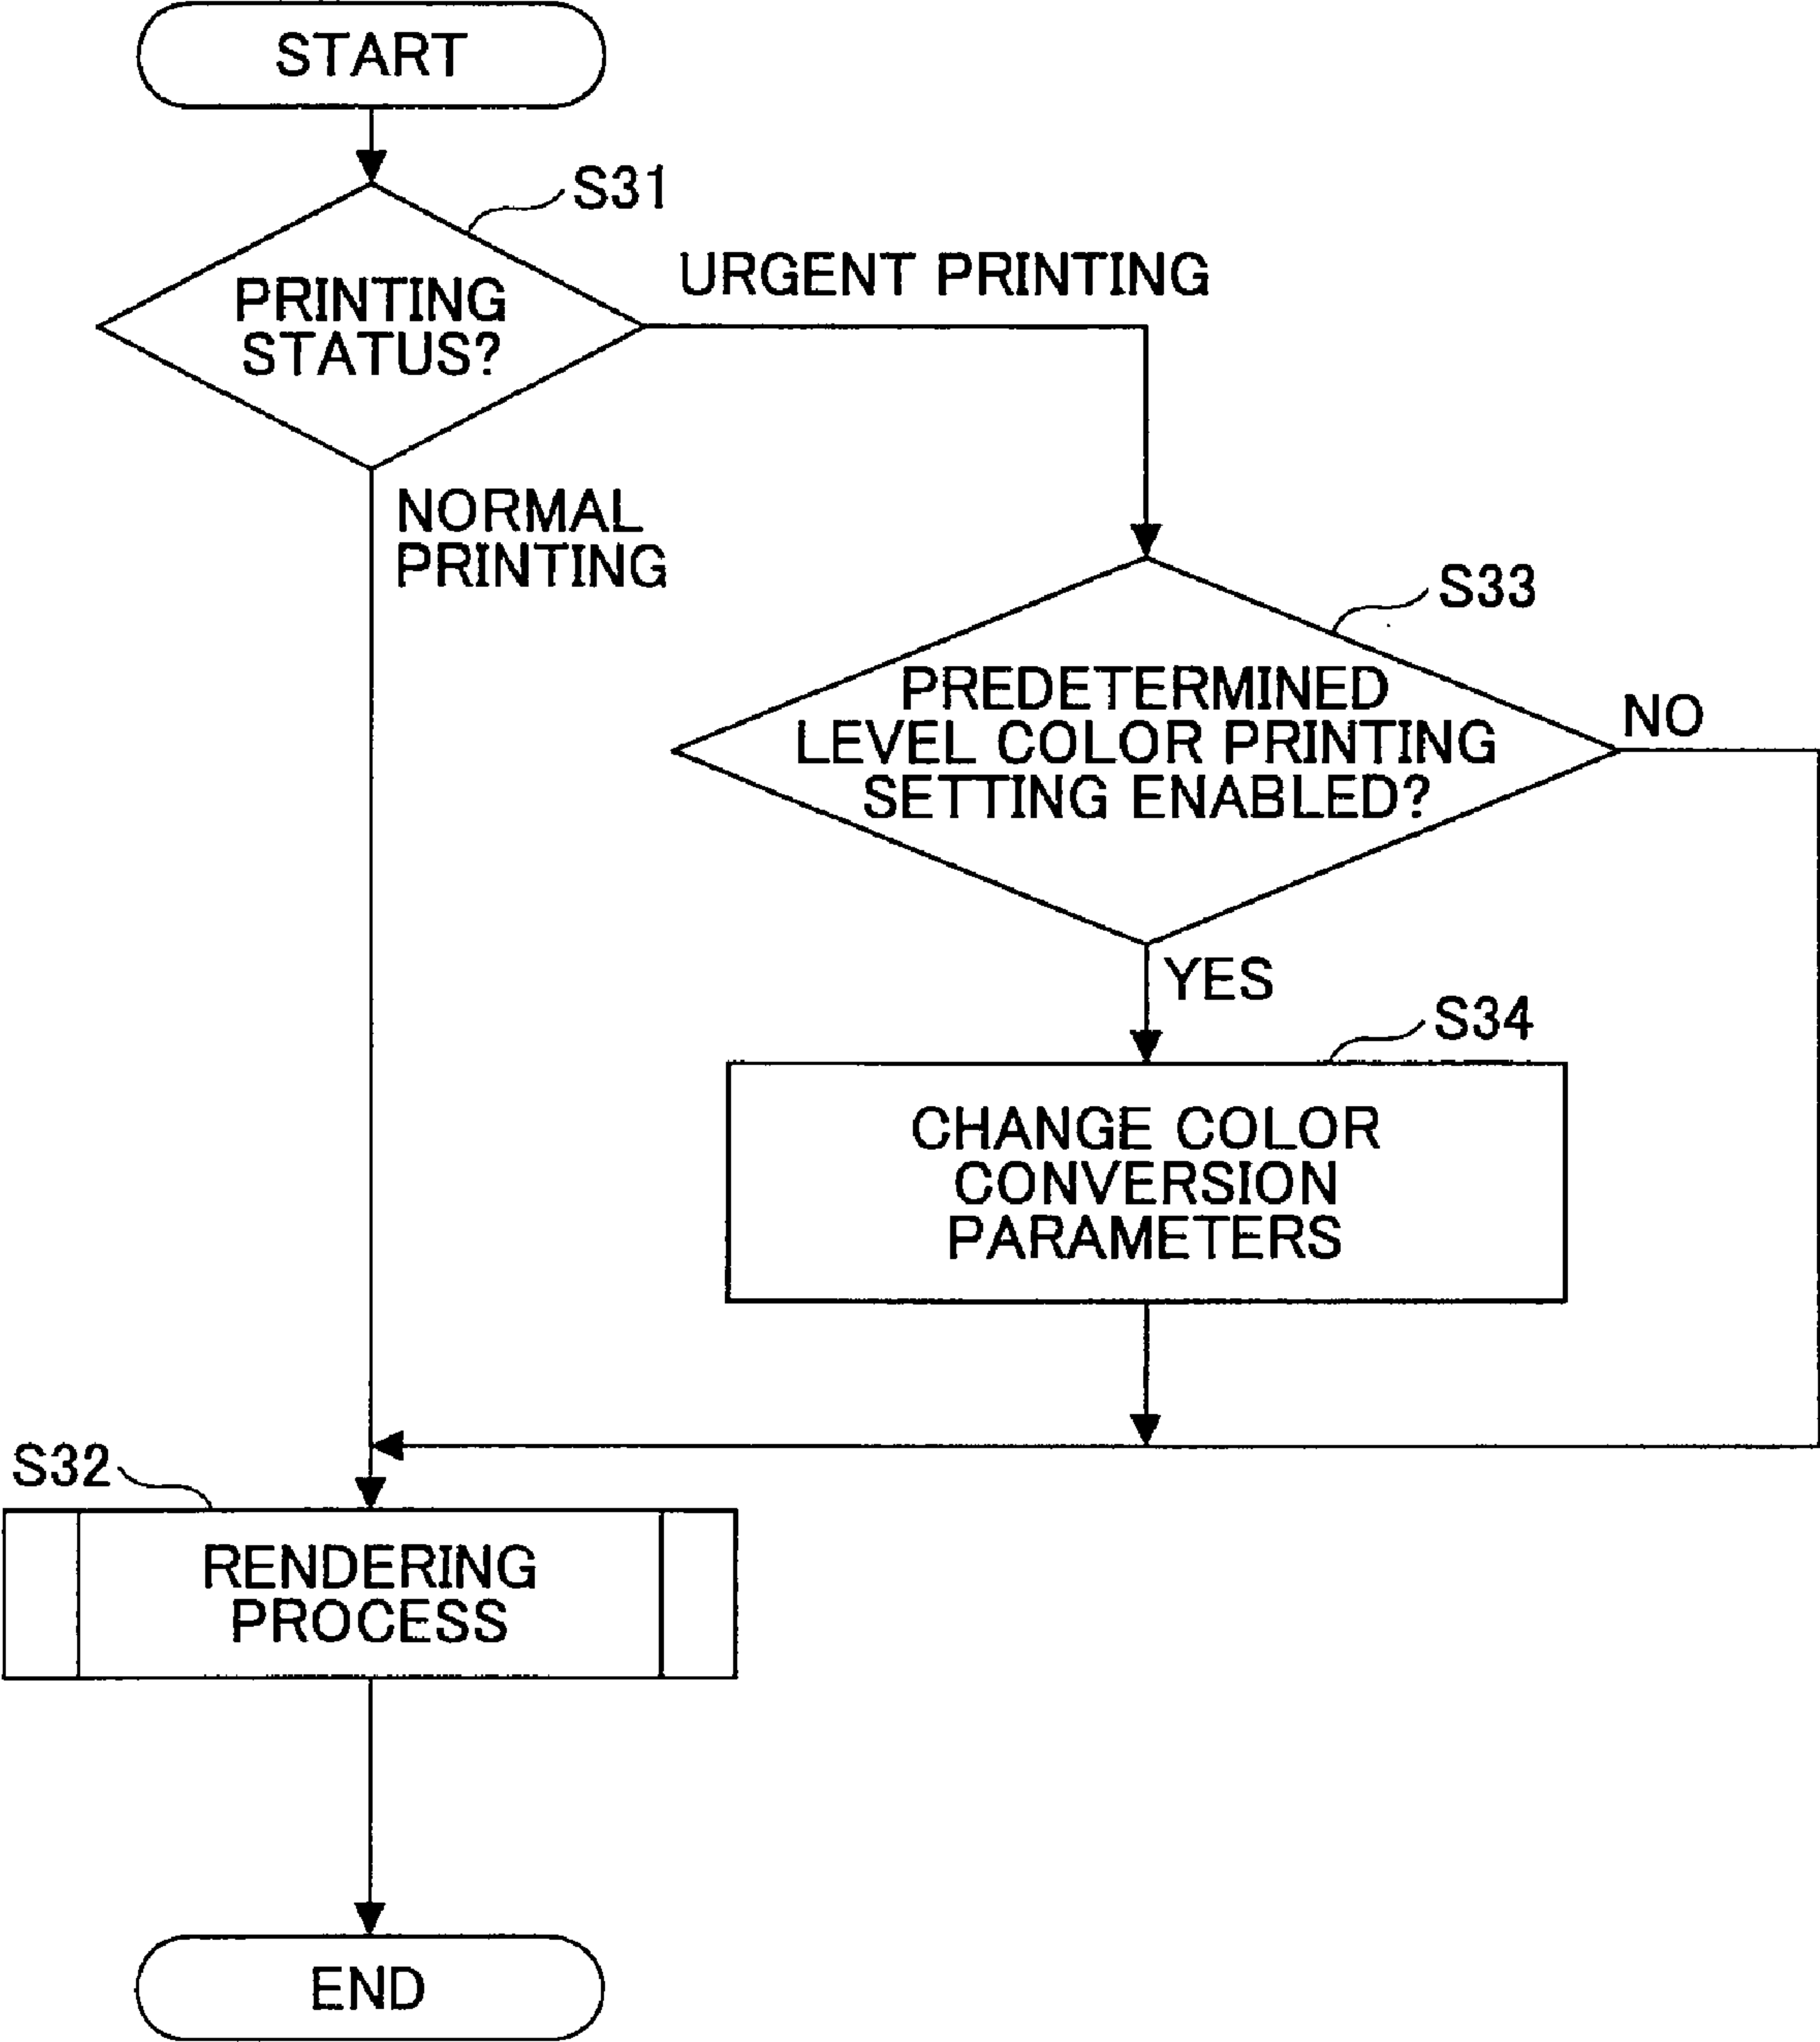 START
S31
PRINTING
STATUS?
URGENT PRINTING
NORMAL
PRINTING
S33
PREDETERMINED
LEVEL COLOR PRINTING
SETTING ENABLED?
NO
YES
S34
CHANGE COLOR
CONVERSION
PARAMETERS
S32
RENDERING
PROCESS
END